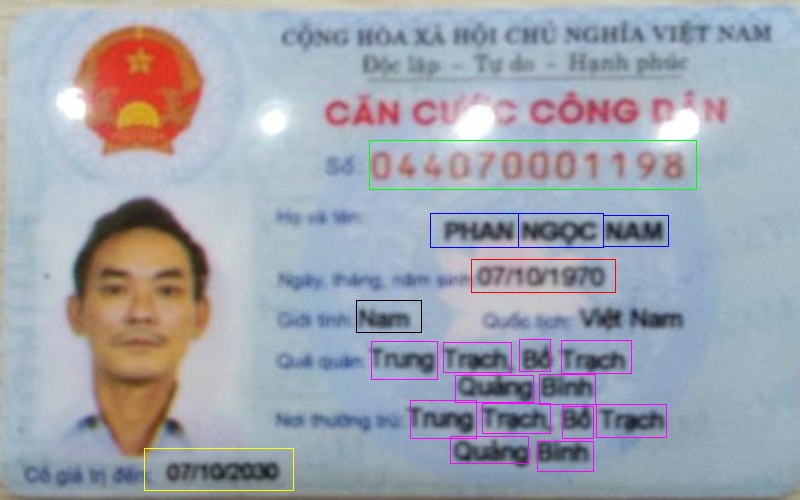 CỘNG HÒA XÃ HỘI CHỦ NGHĨA VIỆT NAM
Độc lập - Tự do - Hạnh phúc
CĂN CƯỚC CÔNG DÂN
Số: 044070001198
Họ và tên:
PHAN NGỌC NAM
Ngày, tháng, năm sinh: 07/10/1970
Giới tính: Nam Quốc tịch: Việt Nam
Quê quán: Trung Trạch, Bố Trạch
Quảng Bình
Nơi thường trú: Trung Trạch, Bố Trạch
Quảng Bình
Có giá trị đến: 07/10/2030